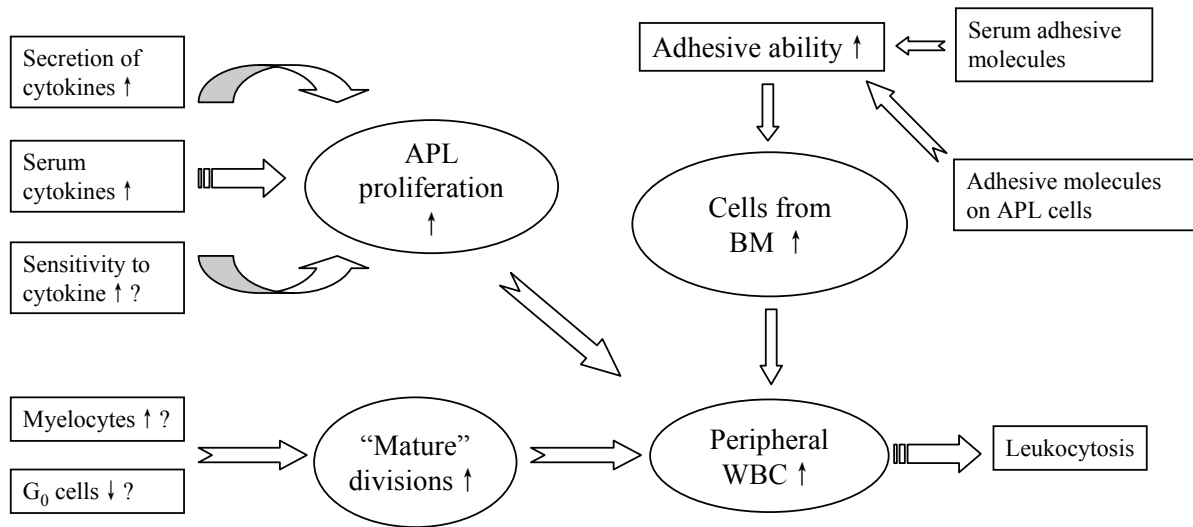 Secretion of
cytokines ↑
Serum
cytokines ↑
Sensitivity to
cytokine ↑ ?
APL
proliferation
↑
Adhesive ability ↑
Serum adhesive
molecules
Adhesive molecules
on APL cells
Cells from
BM ↑
Myelocytes ↑ ?
G₀ cells ↓ ?
“Mature”
divisions ↑
Peripheral
WBC ↑
Leukocytosis